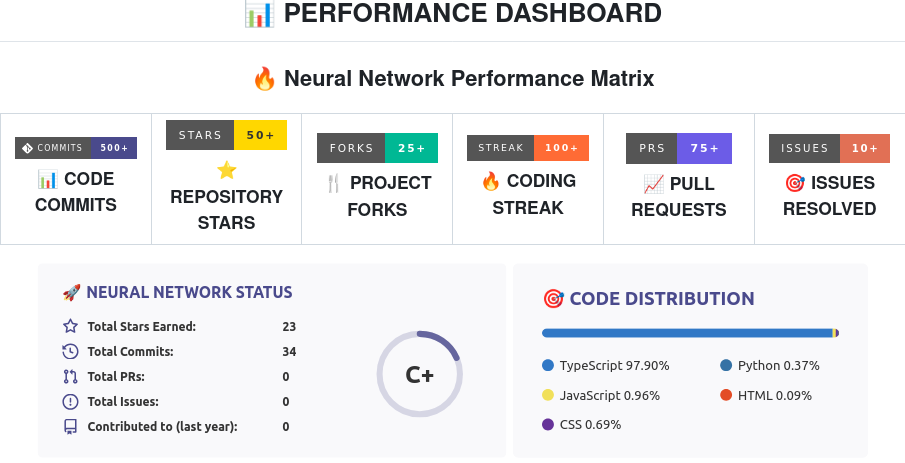 📊 PERFORMANCE DASHBOARD
🔥 Neural Network Performance Matrix
COMMITS 500+
📊 CODE
COMMITS
STARS 50+
⭐
REPOSITORY
STARS
FORKS 25+
🍴 PROJECT
FORKS
STREAK 100+
🔥 CODING
STREAK
PRS 75+
📈 PULL
REQUESTS
ISSUES 10+
🎯 ISSUES
RESOLVED
🚀 NEURAL NETWORK STATUS
Total Stars Earned: 23
Total Commits: 34
Total PRs: 0
Total Issues: 0
Contributed to (last year): 0
C+
🎯 CODE DISTRIBUTION
TypeScript 97.90%
JavaScript 0.96%
CSS 0.69%
Python 0.37%
HTML 0.09%